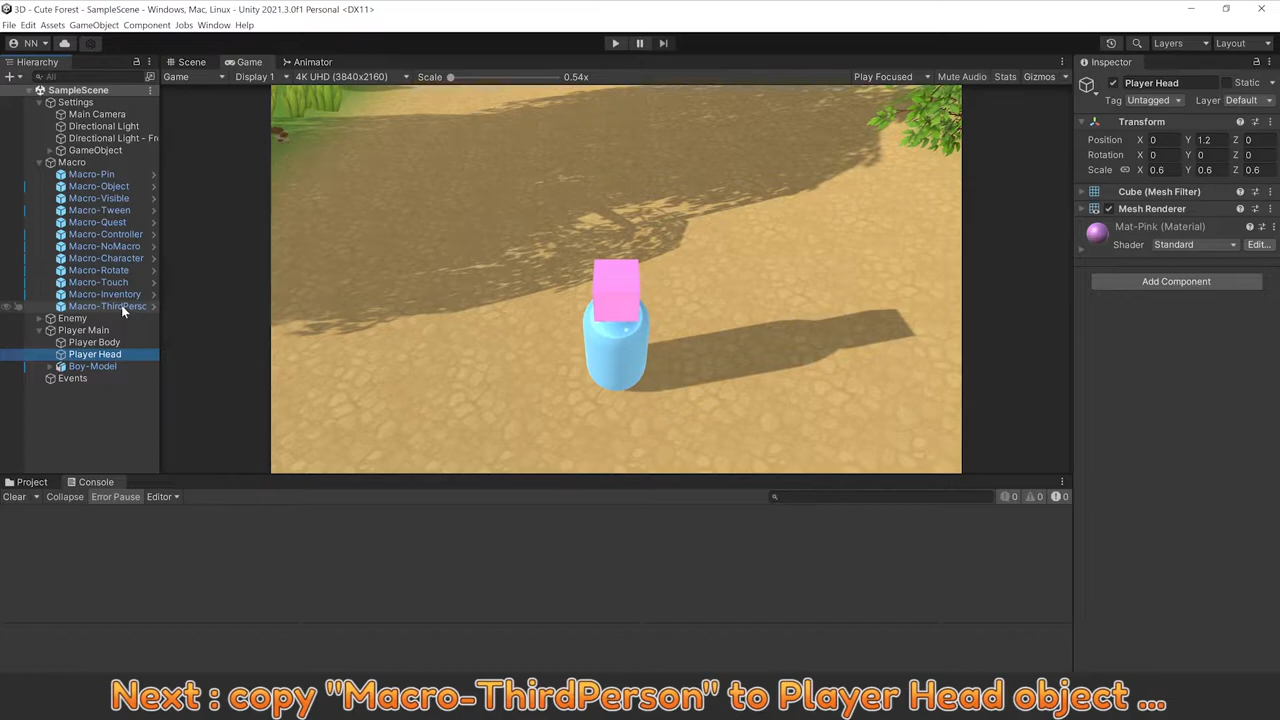 3D - Cute Forest - SampleScene - Windows, Mac, Linux - Unity 2021.3.0f1 Personal <DX11>
File Edit Assets GameObject Component Jobs Window Help
NN Layers Layout
Hierarchy Scene Game Animator Inspector
All Game Display 1 4K UHD (3840x2160) Scale 0.54x Play Focused Mute Audio Stats Gizmos
Player Head Static
SampleScene
Tag Untagged Layer Default
Settings
Main Camera
Transform
Directional Light
Position X 0 Y 1.2 Z 0
Directional Light - Fr
Rotation X 0 Y 0 Z 0
GameObject
Scale X 0.6 Y 0.6 Z 0.6
Macro
Macro-Pin
Cube (Mesh Filter)
Macro-Object
Mesh Renderer
Macro-Visible
Mat-Pink (Material)
Macro-Tween
Shader Standard Edit...
Macro-Quest
Macro-Controller
Macro-NoMacro
Macro-Character
Macro-Rotate
Macro-Touch
Add Component
Macro-Inventory
Macro-ThirdPersc
Enemy
Player Main
Player Body
Player Head
Boy-Model
Events
Project Console
Clear Collapse Error Pause Editor 0 0 0
Next : copy "Macro-ThirdPerson" to Player Head object ...